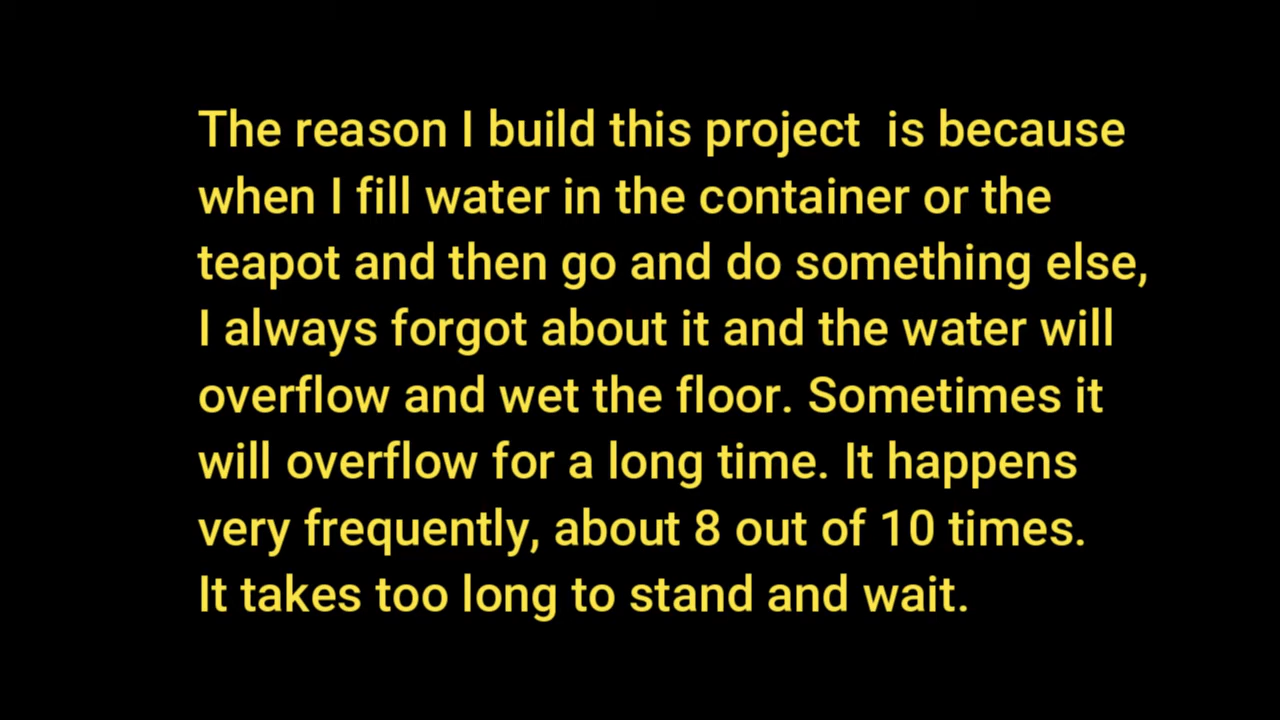 The reason I build this project  is because
when I fill water in the container or the
teapot and then go and do something else,
I always forgot about it and the water will
overflow and wet the floor. Sometimes it
will overflow for a long time. It happens
very frequently, about 8 out of 10 times.
It takes too long to stand and wait.